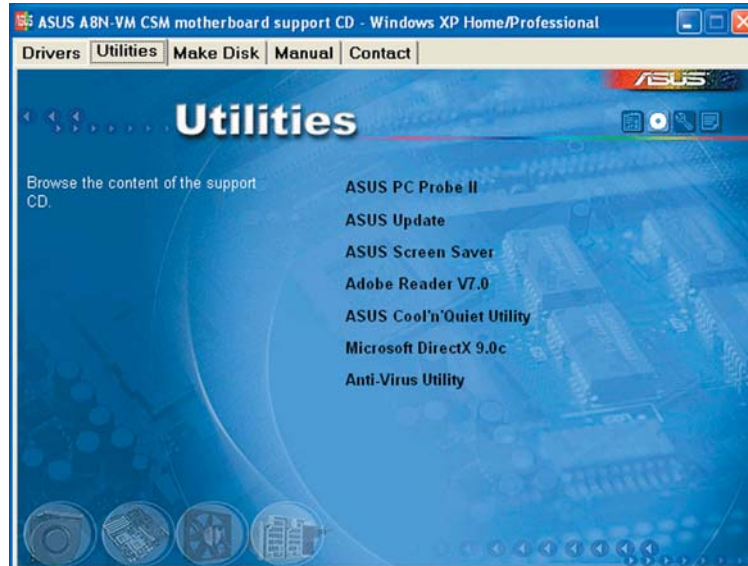 ASUS A8N-VM CSM motherboard support CD - Windows XP Home/Professional
Drivers Utilities Make Disk Manual Contact
ASUS
Utilities
Browse the content of the support
CD.
ASUS PC Probe II
ASUS Update
ASUS Screen Saver
Adobe Reader V7.0
ASUS Cool'n'Quiet Utility
Microsoft DirectX 9.0c
Anti-Virus Utility